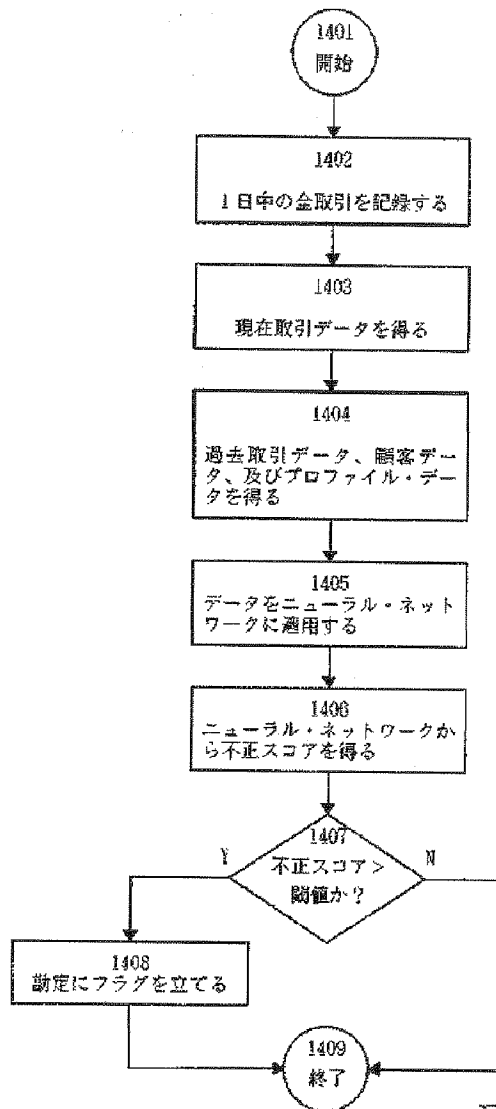 1401
開始
1402
1日中の全取引を記録する
1403
現在取引データを得る
1404
過去取引データ、顧客デー
タ、及びプロファイル・デー
タを得る
1405
データをニューラル・ネット
ワークに適用する
1406
ニューラル・ネットワークか
ら不正スコアを得る
1407
不正スコア>
閾値か?
Y
N
1408
勘定にフラグを立てる
1409
終了